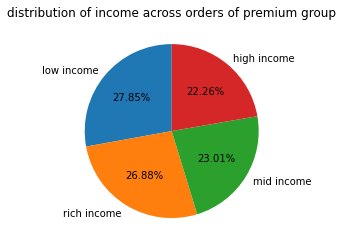 distribution of income across orders of premium group
low income
high income
27.85%
22.26%
26.88%
23.01%
rich income
mid income